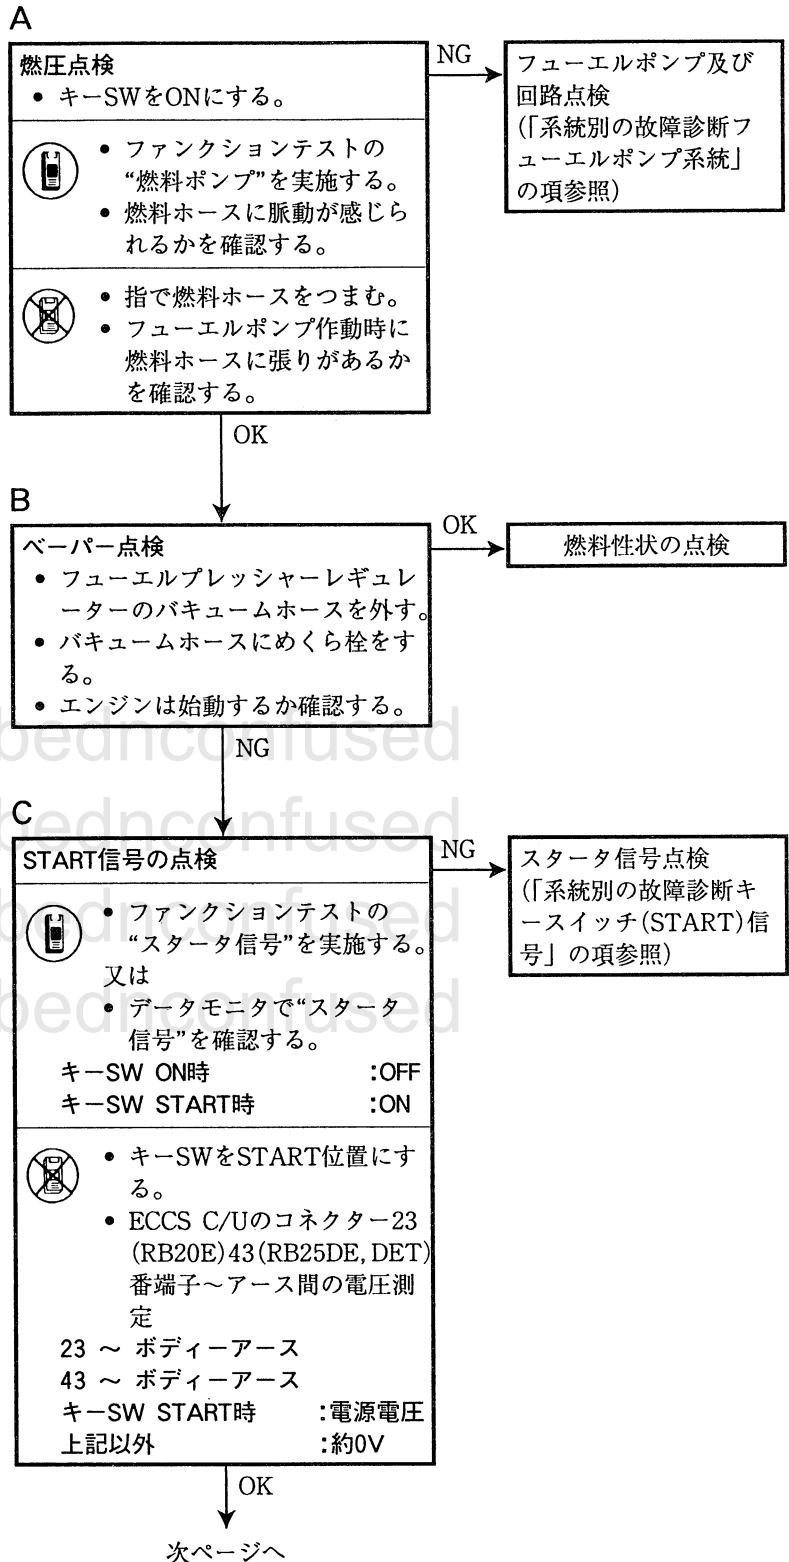 A
燃圧点検
• キーSWをONにする。
• ファンクションテストの
“燃料ポンプ”を実施する。
• 燃料ホースに脈動が感じら
れるかを確認する。
• 指で燃料ホースをつまむ。
• フューエルポンプ作動時に
燃料ホースに張りがあるか
を確認する。
NG
フューエルポンプ及び
回路点検
(「系統別の故障診断フ
ューエルポンプ系統」
の項参照)
OK
B
ベーパー点検
• フューエルプレッシャーレギュレ
ーターのバキュームホースを外す。
• バキュームホースにめくら栓をす
る。
• エンジンは始動するか確認する。
OK
燃料性状の点検
NG
C
START信号の点検
• ファンクションテストの
“スタータ信号”を実施する。
又は
• データモニタで“スタータ
信号”を確認する。
キーSW ON時 :OFF
キーSW START時 :ON
• キーSWをSTART位置にす
る。
• ECCS C/Uのコネクター23
(RB20E)43(RB25DE, DET)
番端子～アース間の電圧測
定
23 ～ ボディーアース
43 ～ ボディーアース
キーSW START時 :電源電圧
上記以外 :約0V
NG
スタータ信号点検
(「系統別の故障診断キ
ースイッチ(START)信
号」の項参照)
OK
次ページへ
bednconfused
bednconfused
bednconfused
bednconfused